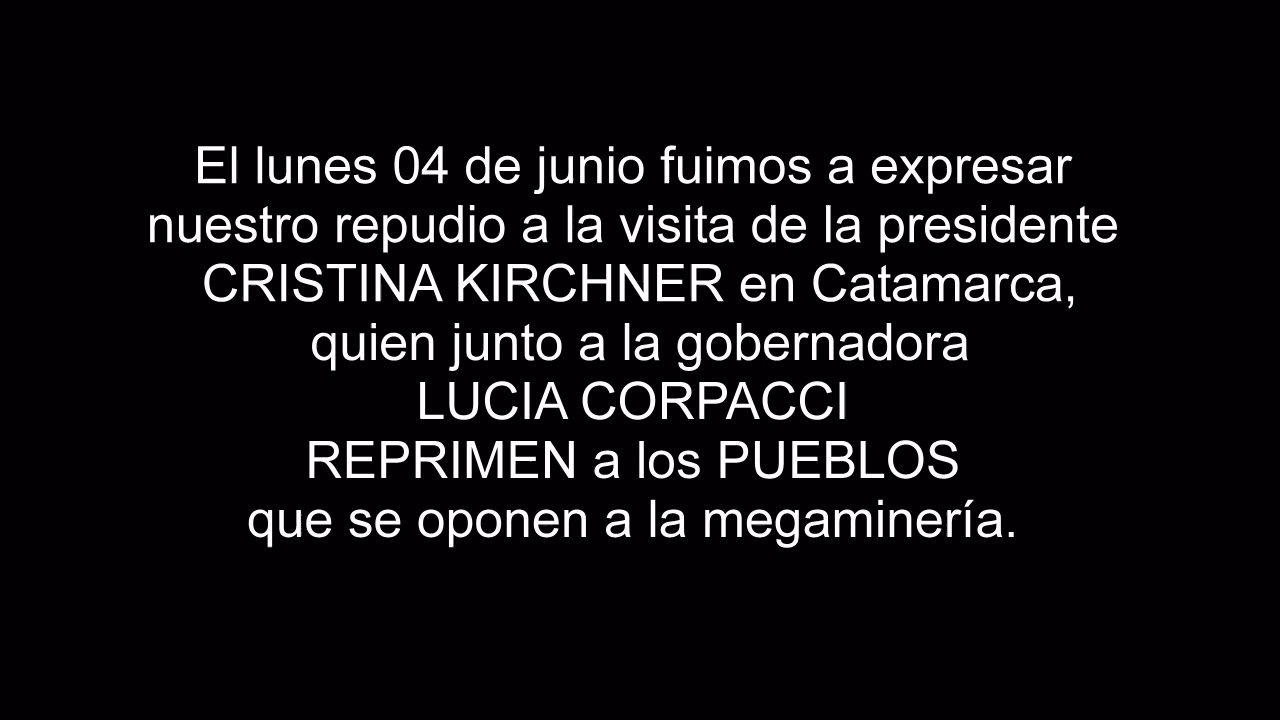 El lunes 04 de junio fuimos a expresar
nuestro repudio a la visita de la presidente
CRISTINA KIRCHNER en Catamarca,
quien junto a la gobernadora
LUCIA CORPACCI
REPRIMEN a los PUEBLOS
que se oponen a la megaminería.